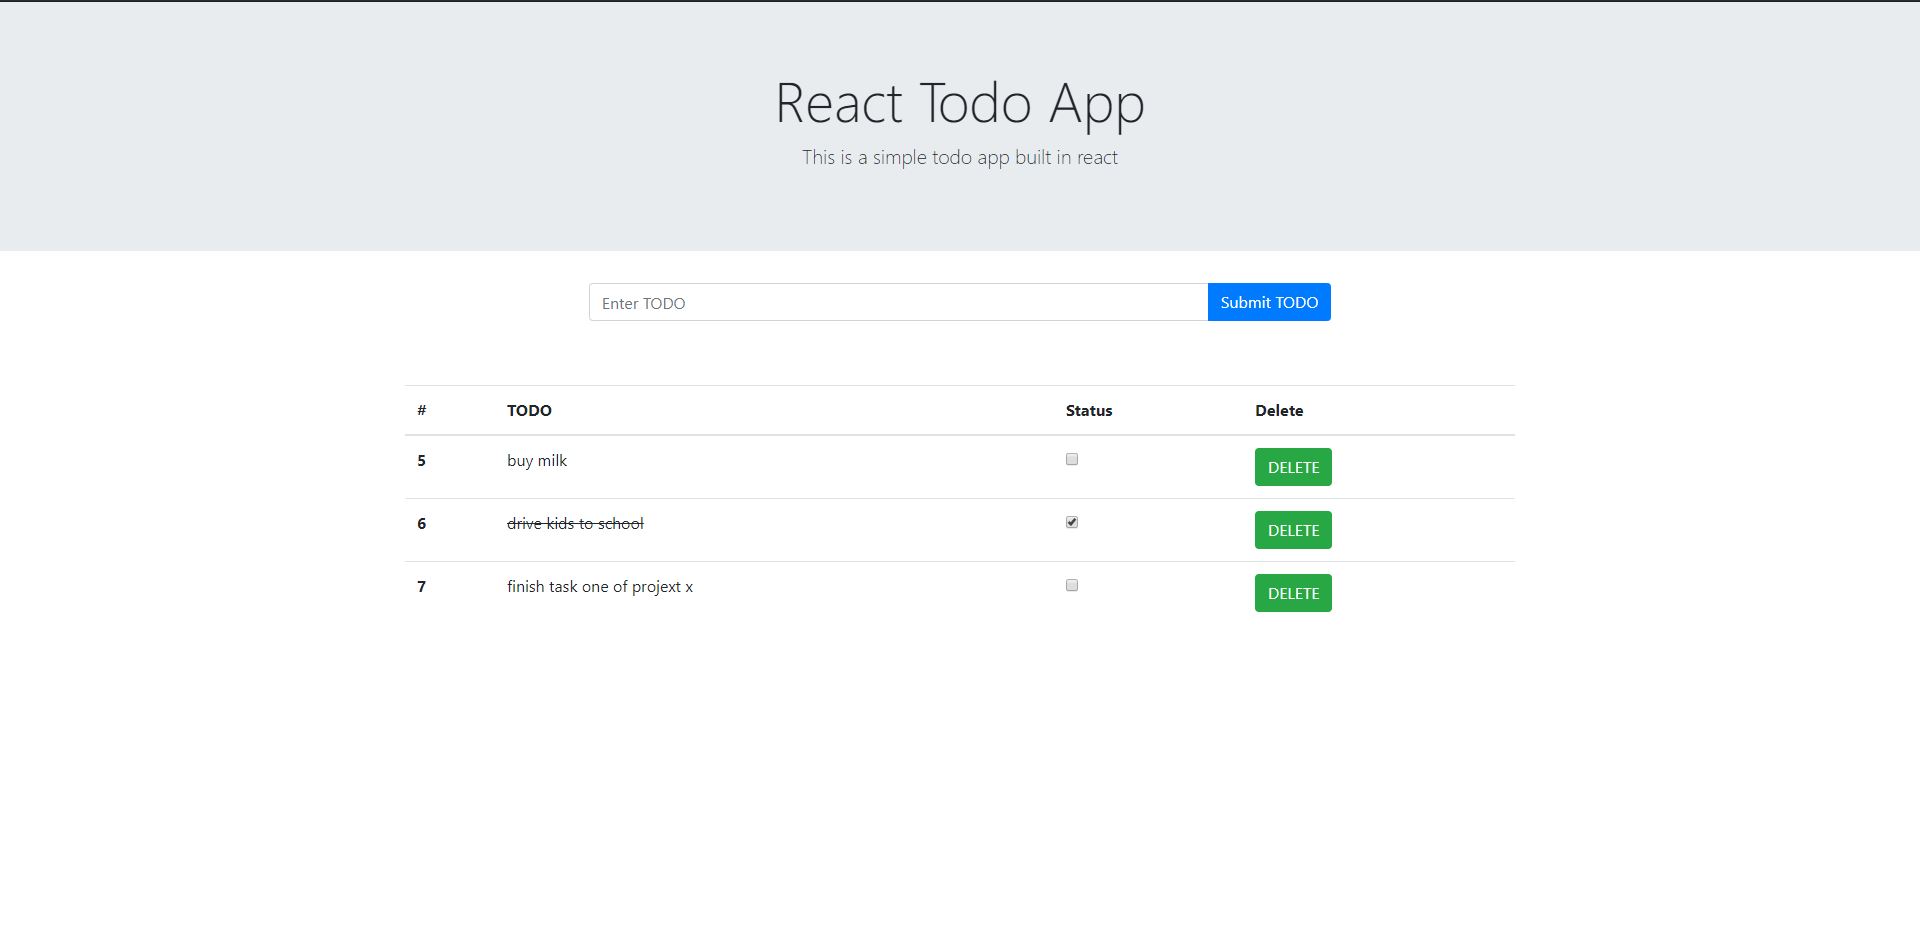 React Todo App
This is a simple todo app built in react
Enter TODO Submit TODO
# TODO Status Delete
5 buy milk DELETE
6 drive kids to school DELETE
7 finish task one of projext x DELETE